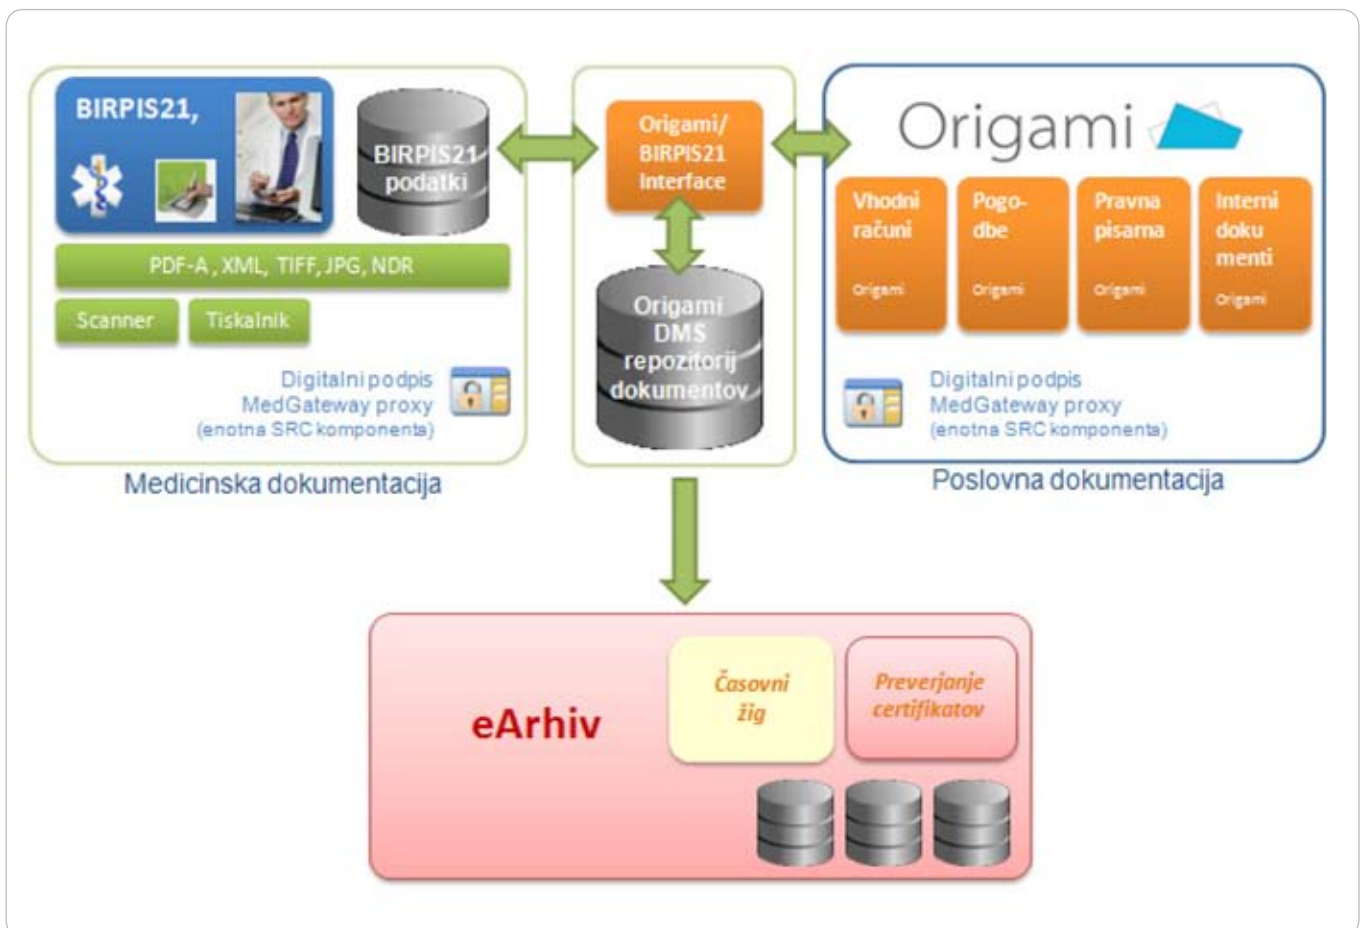 BIRPIS21,
BIRPIS21
podatki
PDF-A , XML, TIFF, JPG, NDR
Scanner
Tiskalnik
Digitalni podpis
MedGateway proxy
(enotna SRC komponenta)
Medicinska dokumentacija
Origami/
BIRPIS21
Interface
Origami
DMS
repozitorij
dokumentov
Origami
Vhodni
računi
Origami
Pogo-
dbe
Origami
Pravna
pisarna
Origami
Interni
doku
menti
Origami
Digitalni podpis
MedGateway proxy
(enotna SRC komponenta)
Poslovna dokumentacija
eArhiv
Časovni
žig
Preverjanje
certifikatov